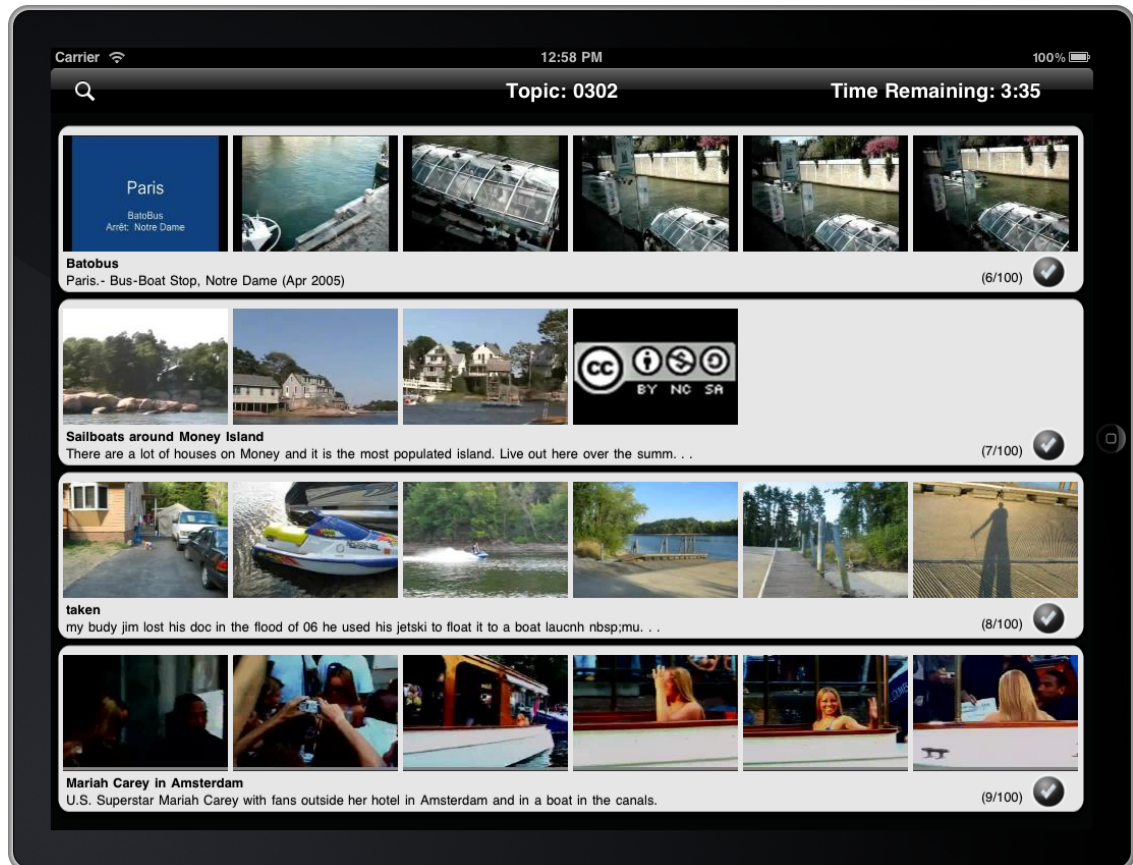 Carrier 12:58 PM 100%
Topic: 0302 Time Remaining: 3:35
Paris
BatoBus
Arrêt: Notre Dame
Batobus
Paris.- Bus-Boat Stop, Notre Dame (Apr 2005) (6/100)
cc BY NC SA
Sailboats around Money Island
There are a lot of houses on Money and it is the most populated island. Live out here over the summ. . . (7/100)
taken
my budy jim lost his doc in the flood of 06 he used his jetski to float it to a boat laucnh nbsp;mu. . . (8/100)
Mariah Carey in Amsterdam
U.S. Superstar Mariah Carey with fans outside her hotel in Amsterdam and in a boat in the canals. (9/100)